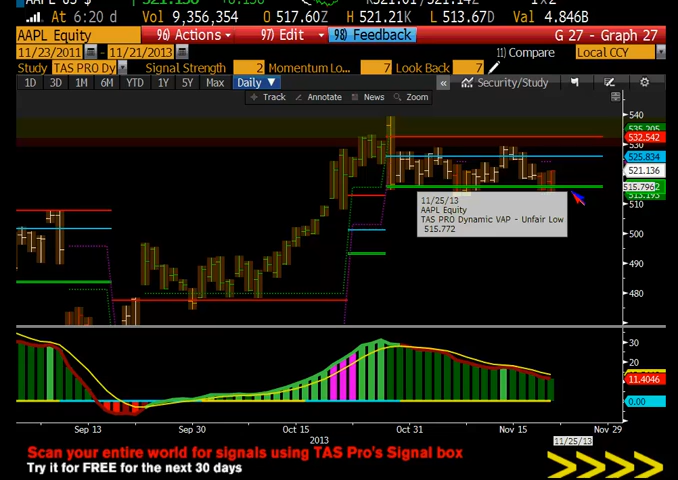 At 6:20 d Vol 9,356,354 O 517.60Z H 521.21K L 513.67D Val 4.846B
AAPL Equity 96) Actions 97) Edit 98) Feedback G 27 - Graph 27
11/23/2011 - 11/21/2013 11) Compare Local CCY
Study TAS PRO Dy Signal Strength 2 Momentum Lo... 7 Look Back 7
1D 3D 1M 6M YTD 1Y 5Y Max Daily ▼ « Security/Study
Track Annotate News Zoom
540
535.205
532.542
530
525.834
521.136
515.796
513.195
510
500
490
480
11/25/13
AAPL Equity
TAS PRO Dynamic VAP - Unfair Low
515.772
30
20
11.4046
0.00
Sep 13 Sep 30 Oct 15 Oct 31 Nov 15 Nov 29
2013 11/25/13
Scan your entire world for signals using TAS Pro's Signal box
Try it for FREE for the next 30 days